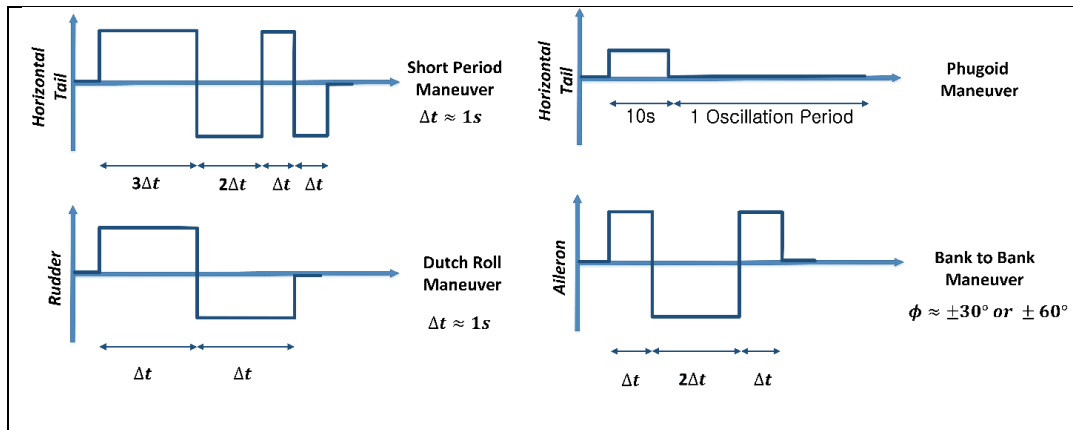 Horizontal
Tail
Short Period
Maneuver
Δt ≈ 1s
3Δt
2Δt
Δt
Δt
Horizontal
Tail
10s
1 Oscillation Period
Phugoid
Maneuver
Rudder
Dutch Roll
Maneuver
Δt ≈ 1s
Δt
Δt
Aileron
Bank to Bank
Maneuver
ϕ ≈ ±30° or ± 60°
Δt
2Δt
Δt